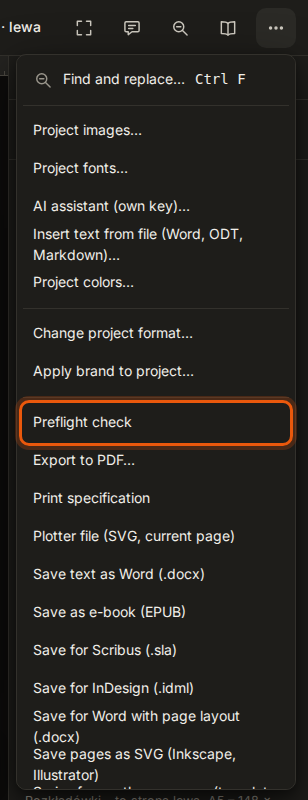 · lewa
Find and replace... Ctrl F
Project images...
Project fonts...
AI assistant (own key)...
Insert text from file (Word, ODT,
Markdown)...
Project colors...
Change project format...
Apply brand to project...
Preflight check
Export to PDF...
Print specification
Plotter file (SVG, current page)
Save text as Word (.docx)
Save as e-book (EPUB)
Save for Scribus (.sla)
Save for InDesign (.idml)
Save for Word with page layout
(.docx)
Save pages as SVG (Inkscape,
Illustrator)